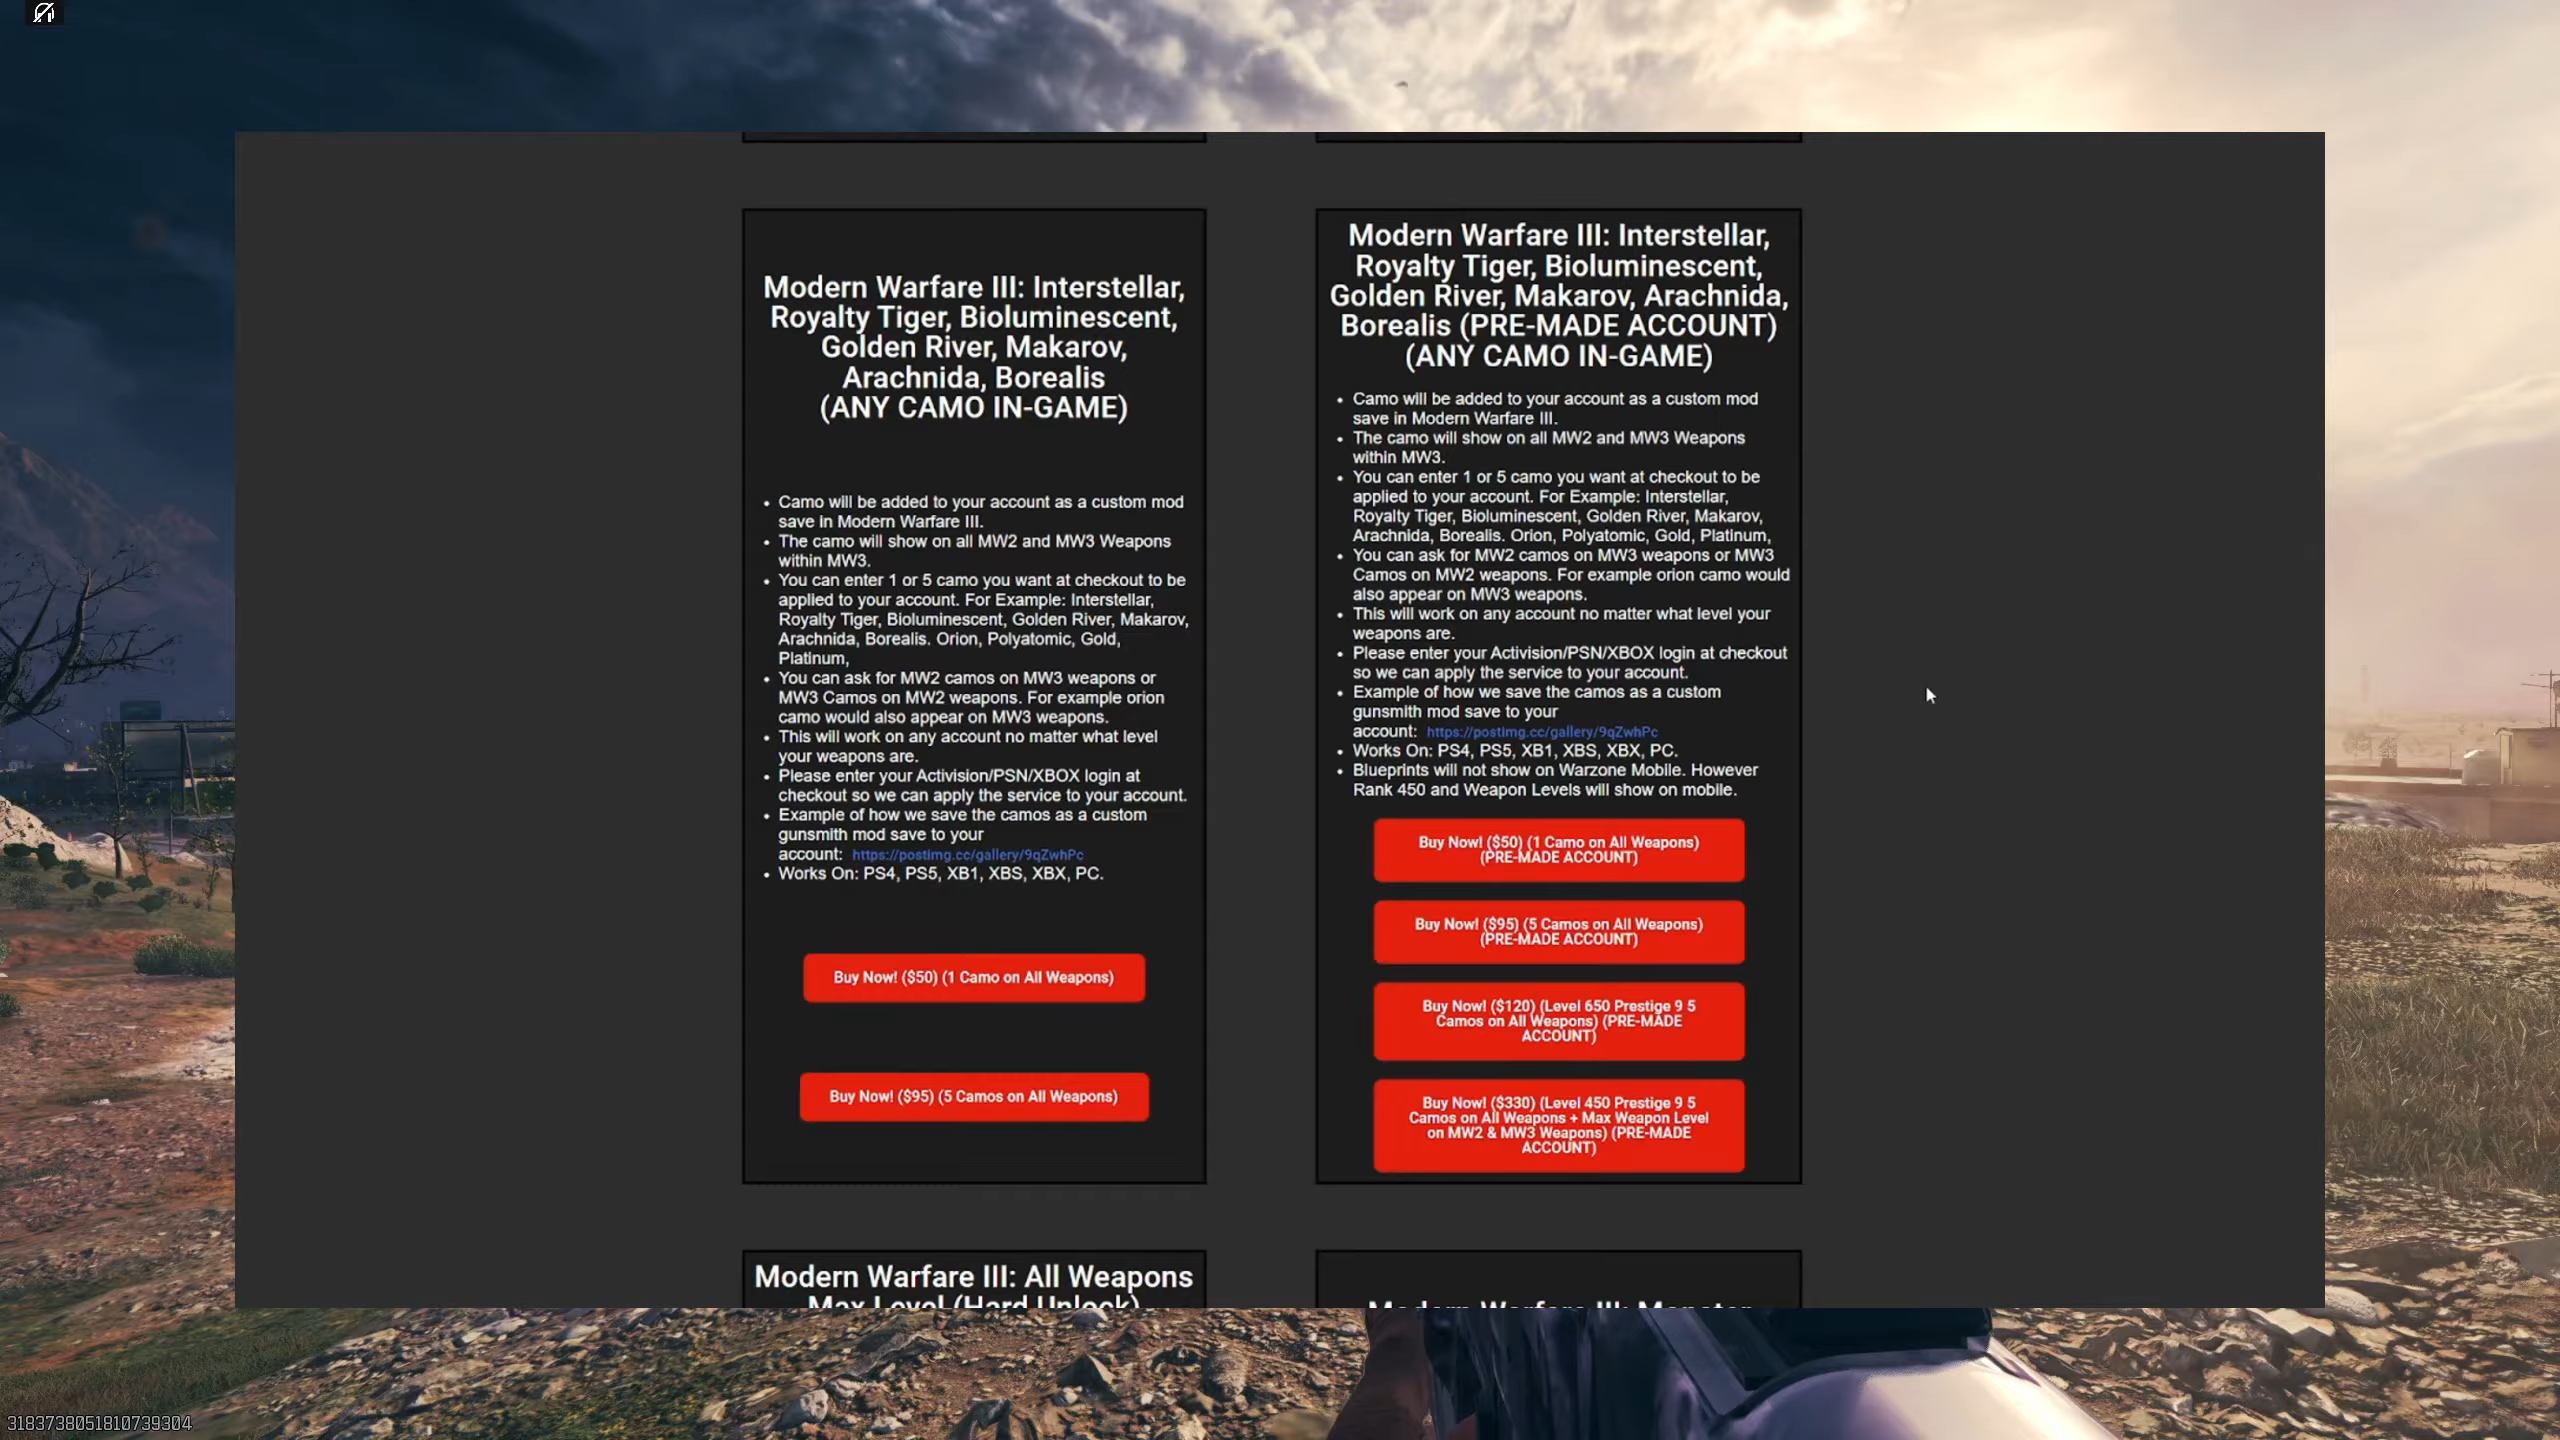 Modern Warfare III: Interstellar,
Royalty Tiger, Bioluminescent,
Golden River, Makarov,
Arachnida, Borealis
(ANY CAMO IN-GAME)
• Camo will be added to your account as a custom mod
save in Modern Warfare III.
• The camo will show on all MW2 and MW3 Weapons
within MW3.
• You can enter 1 or 5 camo you want at checkout to be
applied to your account. For Example: Interstellar,
Royalty Tiger, Bioluminescent, Golden River, Makarov,
Arachnida, Borealis. Orion, Polyatomic, Gold,
Platinum,
• You can ask for MW2 camos on MW3 weapons or
MW3 Camos on MW2 weapons. For example orion
camo would also appear on MW3 weapons.
• This will work on any account no matter what level
your weapons are.
• Please enter your Activision/PSN/XBOX login at
checkout so we can apply the service to your account.
• Example of how we save the camos as a custom
gunsmith mod save to your
account: https://postimg.cc/gallery/9qZwhPc
• Works On: PS4, PS5, XB1, XBS, XBX, PC.
Buy Now! ($50) (1 Camo on All Weapons)
Buy Now! ($95) (5 Camos on All Weapons)
Modern Warfare III: Interstellar,
Royalty Tiger, Bioluminescent,
Golden River, Makarov, Arachnida,
Borealis (PRE-MADE ACCOUNT)
(ANY CAMO IN-GAME)
• Camo will be added to your account as a custom mod
save in Modern Warfare III.
• The camo will show on all MW2 and MW3 Weapons
within MW3.
• You can enter 1 or 5 camo you want at checkout to be
applied to your account. For Example: Interstellar,
Royalty Tiger, Bioluminescent, Golden River, Makarov,
Arachnida, Borealis. Orion, Polyatomic, Gold, Platinum,
• You can ask for MW2 camos on MW3 weapons or MW3
Camos on MW2 weapons. For example orion camo would
also appear on MW3 weapons.
• This will work on any account no matter what level your
weapons are.
• Please enter your Activision/PSN/XBOX login at checkout
so we can apply the service to your account.
• Example of how we save the camos as a custom
gunsmith mod save to your
account: https://postimg.cc/gallery/9qZwhPc
• Works On: PS4, PS5, XB1, XBS, XBX, PC.
• Blueprints will not show on Warzone Mobile. However
Rank 450 and Weapon Levels will show on mobile.
Buy Now! ($50) (1 Camo on All Weapons)
(PRE-MADE ACCOUNT)
Buy Now! ($95) (5 Camos on All Weapons)
(PRE-MADE ACCOUNT)
Buy Now! ($120) (Level 650 Prestige 9 5
Camos on All Weapons) (PRE-MADE
ACCOUNT)
Buy Now! ($330) (Level 450 Prestige 9 5
Camos on All Weapons + Max Weapon Level
on MW2 & MW3 Weapons) (PRE-MADE
ACCOUNT)
Modern Warfare III: All Weapons
Max Level (Hard Unlock)
Modern Warfare III: Monster
3183738051810739304